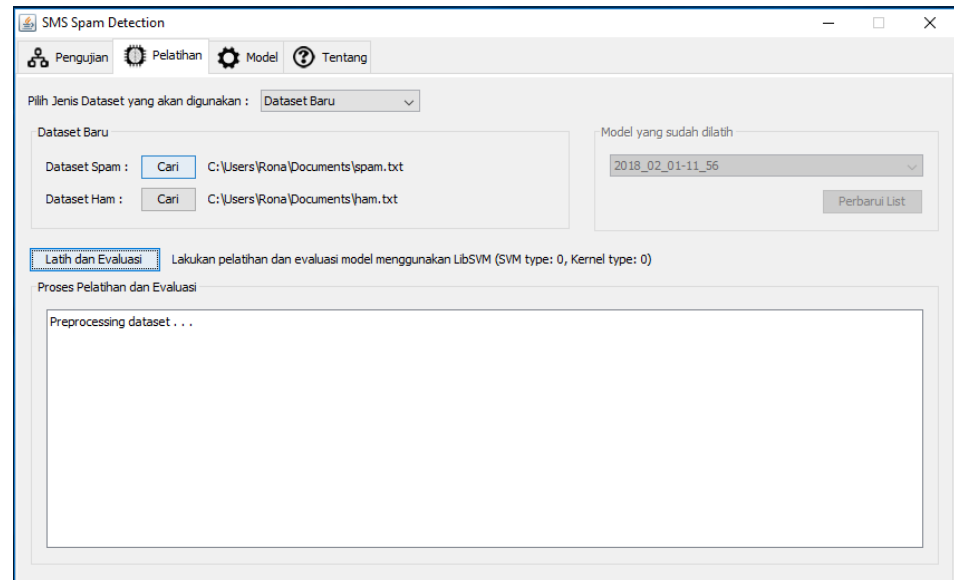 SMS Spam Detection
Pengujian Pelatihan Model Tentang
Pilih Jenis Dataset yang akan digunakan : Dataset Baru
Dataset Baru
Dataset Spam : Cari C:\Users\Rona\Documents\spam.txt
Dataset Ham : Cari C:\Users\Rona\Documents\ham.txt
Model yang sudah dilatih
2018_02_01-11_56
Perbarui List
Latih dan Evaluasi Lakukan pelatihan dan evaluasi model menggunakan LibSVM (SVM type: 0, Kernel type: 0)
Proses Pelatihan dan Evaluasi
Preprocessing dataset . . .